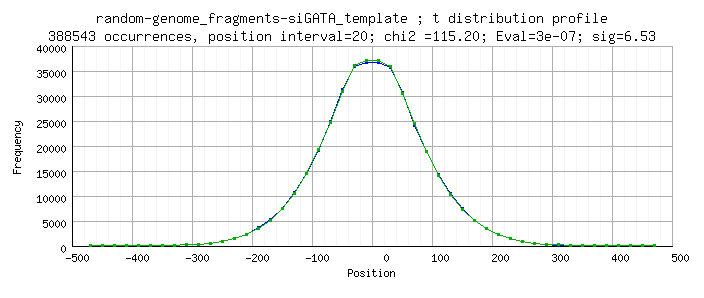 random-genome_fragments-siGATA_template ; t distribution profile
388543 occurrences, position interval=20; chi2 =115.20; Eval=3e-07; sig=6.53
40000
35000
30000
25000
20000
15000
10000
5000
0
Frequency
-500 -400 -300 -200 -100 0 100 200 300 400 500
Position